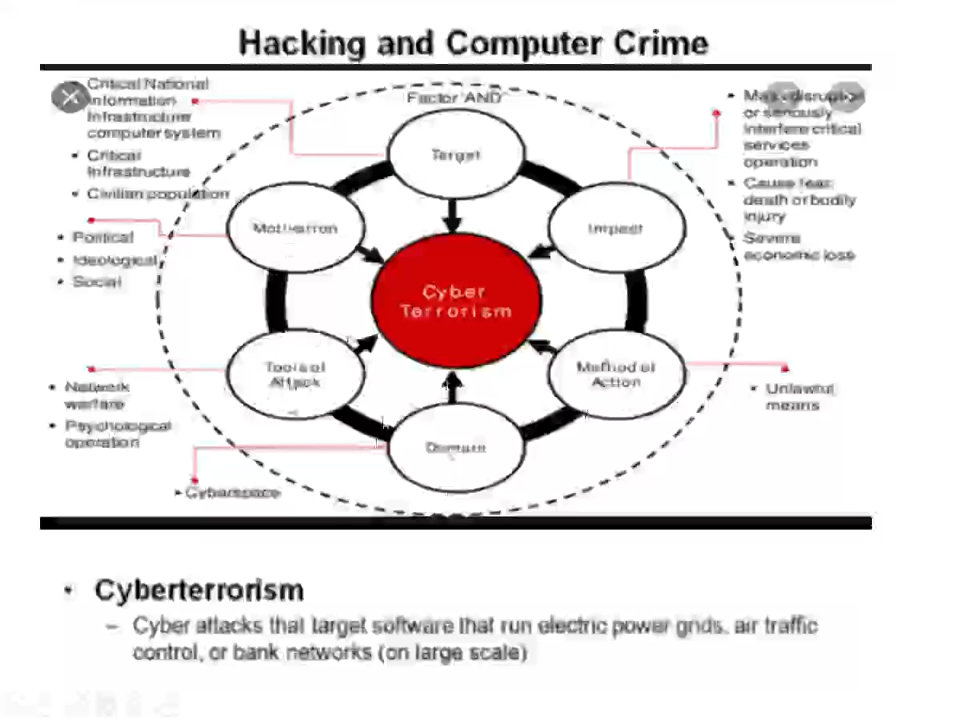 Hacking and Computer Crime
Critical National
Information
Infrastructure
computer system
• Critical
Infrastructure
• Civilian population
• Political
• Ideological
• Social
• Network
warfare
• Psychological
operation
• Cyberspace
Factor 'AND'
Target
Motivation
Impact
Cyber
Terrorism
Tools of
Attack
Method of
Action
Domain
• Mass disruption
or seriously
interfere critical
services
operation
• Cause fear,
death or bodily
injury
• Severe
economic loss
• Unlawful
means
• Cyberterrorism
– Cyber attacks that target software that run electric power grids, air traffic
control, or bank networks (on large scale)